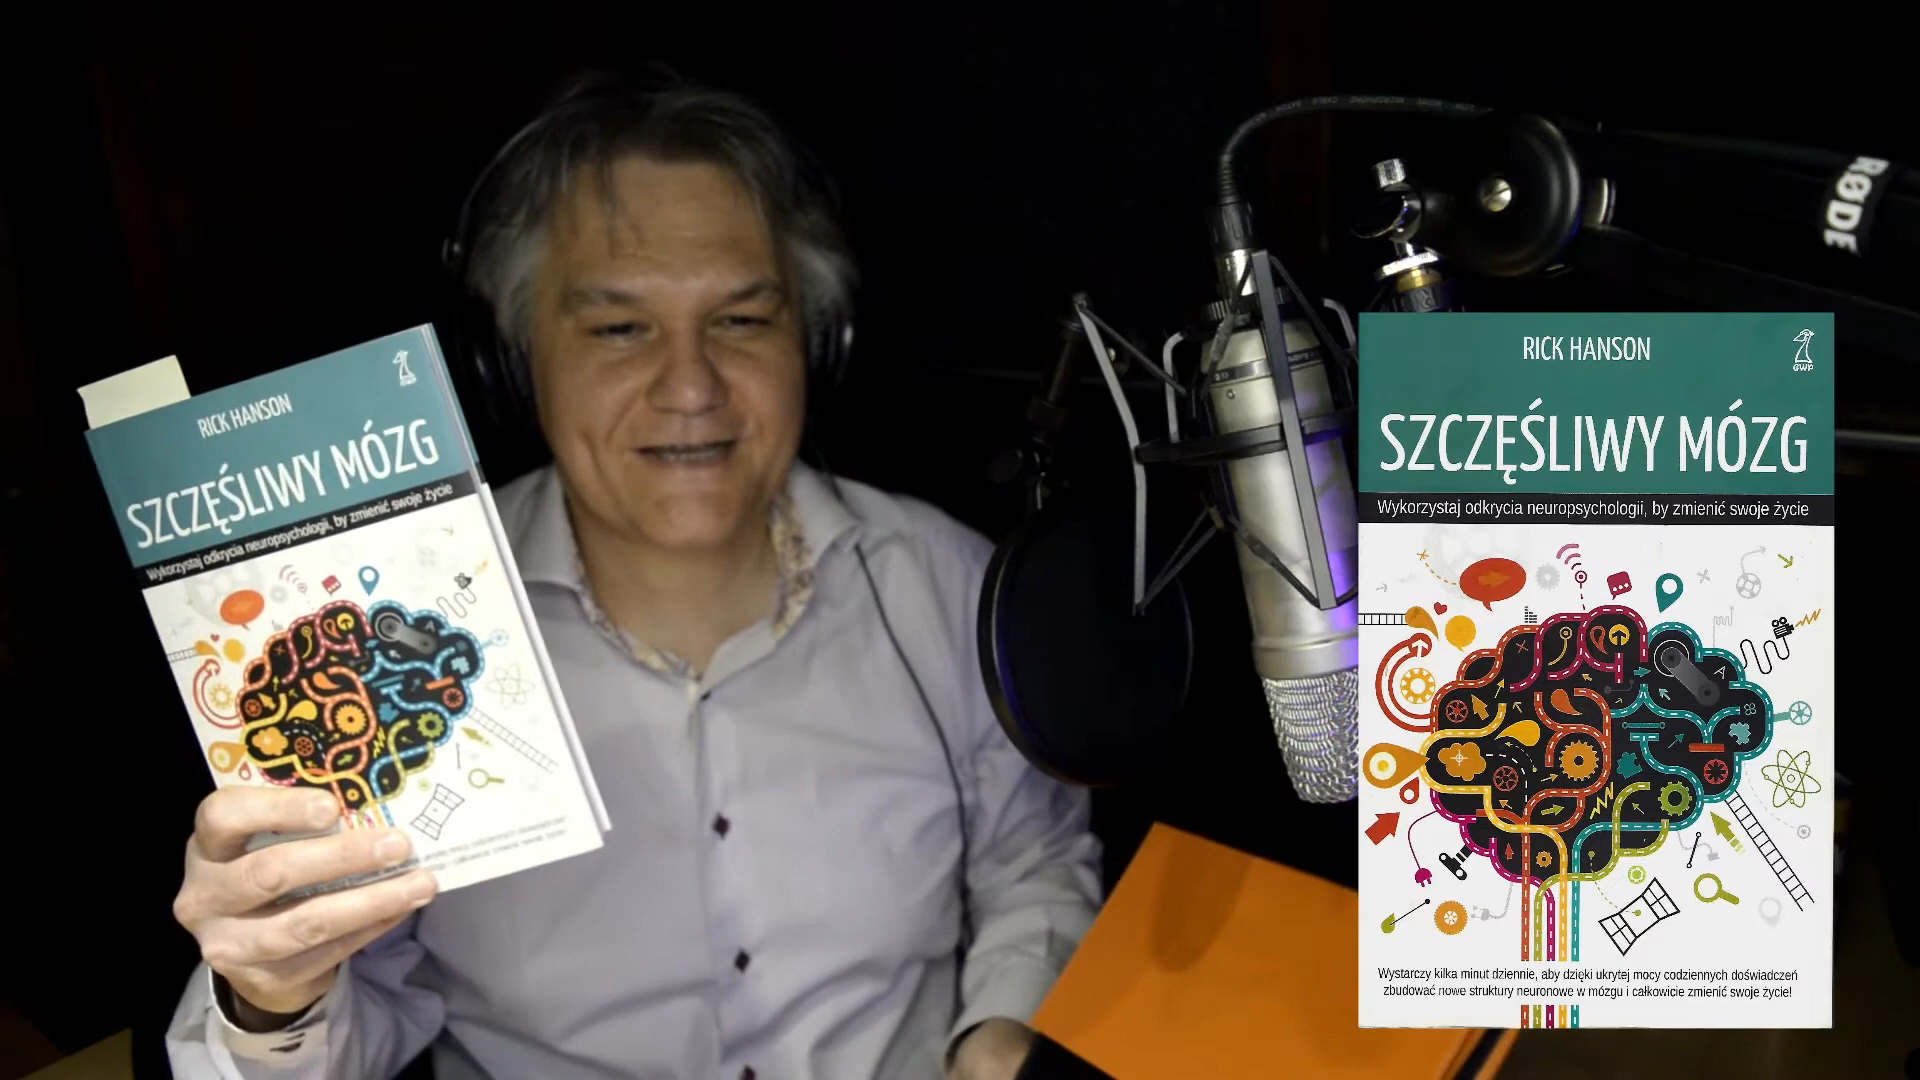 RICK HANSON
GWP
SZCZĘŚLIWY MÓZG
Wykorzystaj odkrycia neuropsychologii, by zmienić swoje życie
RØDE
RICK HANSON
GWP
SZCZĘŚLIWY MÓZG
Wykorzystaj odkrycia neuropsychologii, by zmienić swoje życie
Wystarczy kilka minut dziennie, aby dzięki ukrytej mocy codziennych doświadczeń
zbudować nowe struktury neuronowe w mózgu i całkowicie zmienić swoje życie!